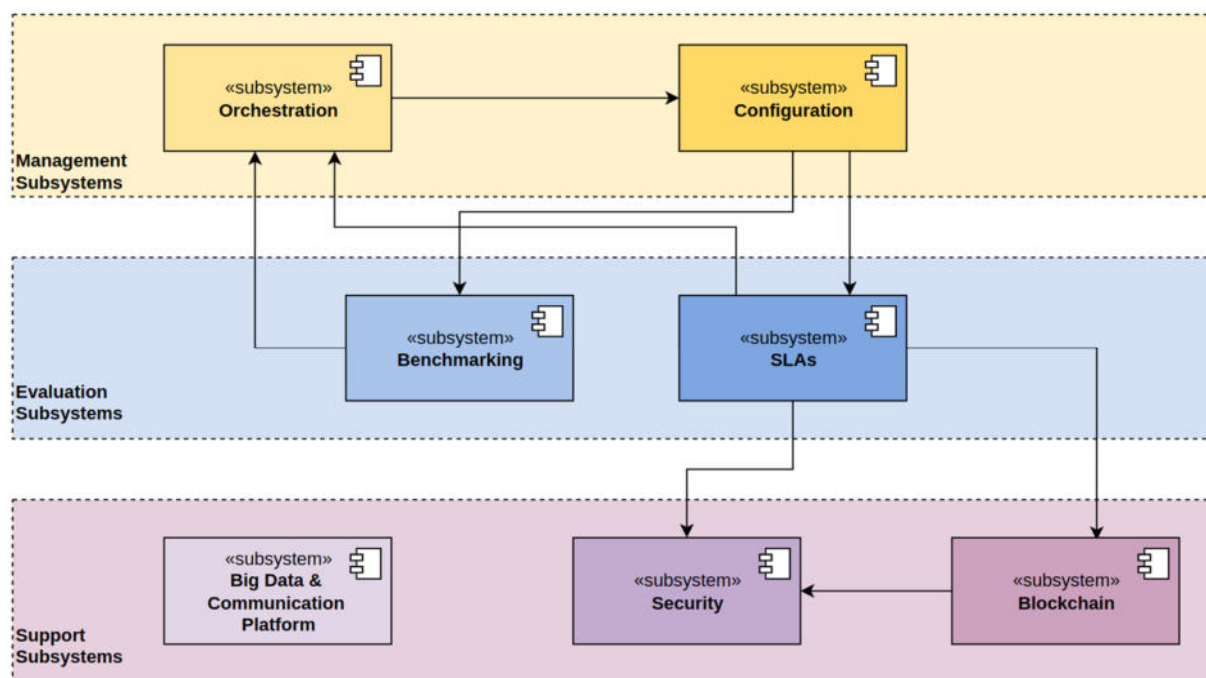 «subsystem»
Orchestration
«subsystem»
Configuration
Management
Subsystems
«subsystem»
Benchmarking
«subsystem»
SLAs
Evaluation
Subsystems
«subsystem»
Big Data &
Communication
Platform
«subsystem»
Security
«subsystem»
Blockchain
Support
Subsystems